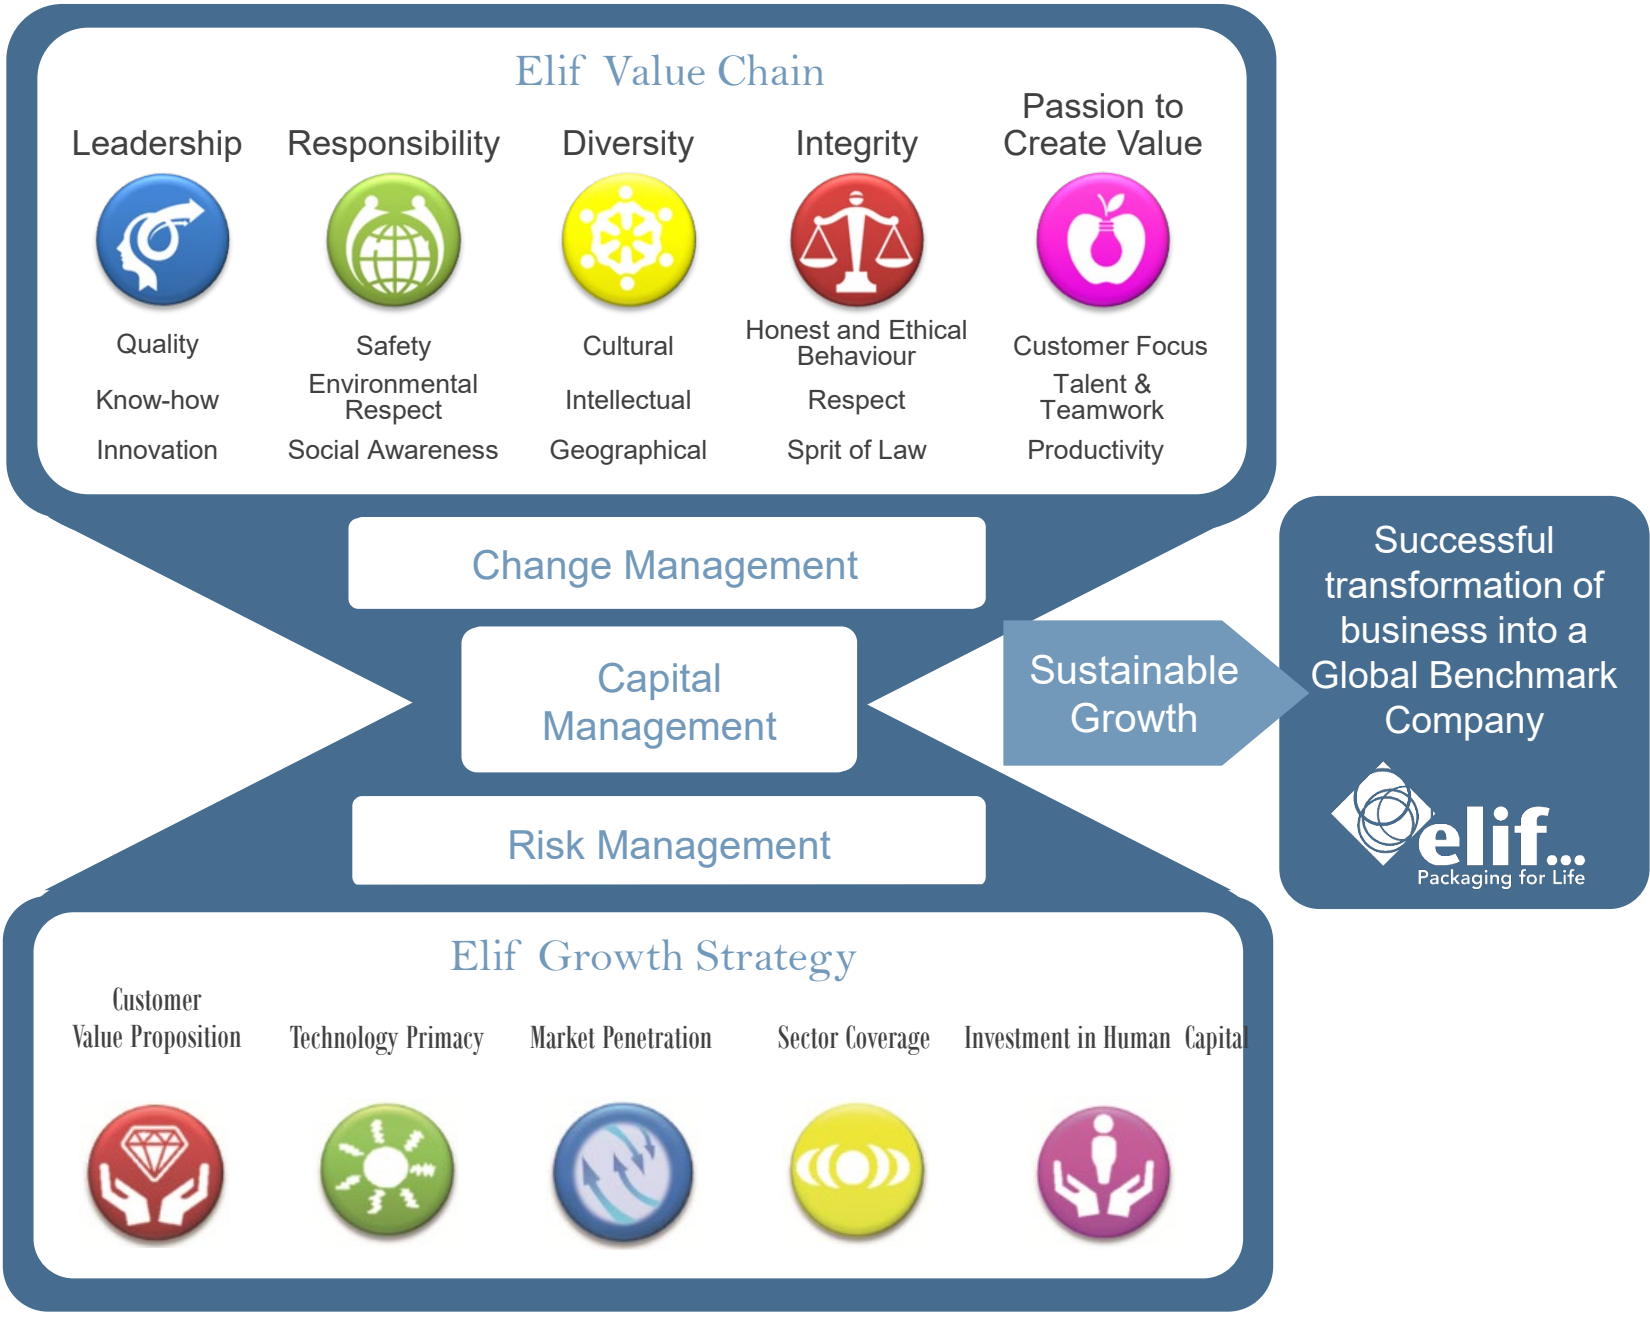 Elif Value Chain
Leadership
Responsibility
Diversity
Integrity
Passion to
Create Value
Quality
Safety
Cultural
Honest and Ethical
Behaviour
Customer Focus
Know-how
Environmental
Respect
Intellectual
Respect
Talent &
Teamwork
Innovation
Social Awareness
Geographical
Sprit of Law
Productivity
Change Management
Capital
Management
Risk Management
Sustainable
Growth
Successful
transformation of
business into a
Global Benchmark
Company
elif...
Packaging for Life
Elif Growth Strategy
Customer
Value Proposition
Technology Primacy
Market Penetration
Sector Coverage
Investment in Human Capital